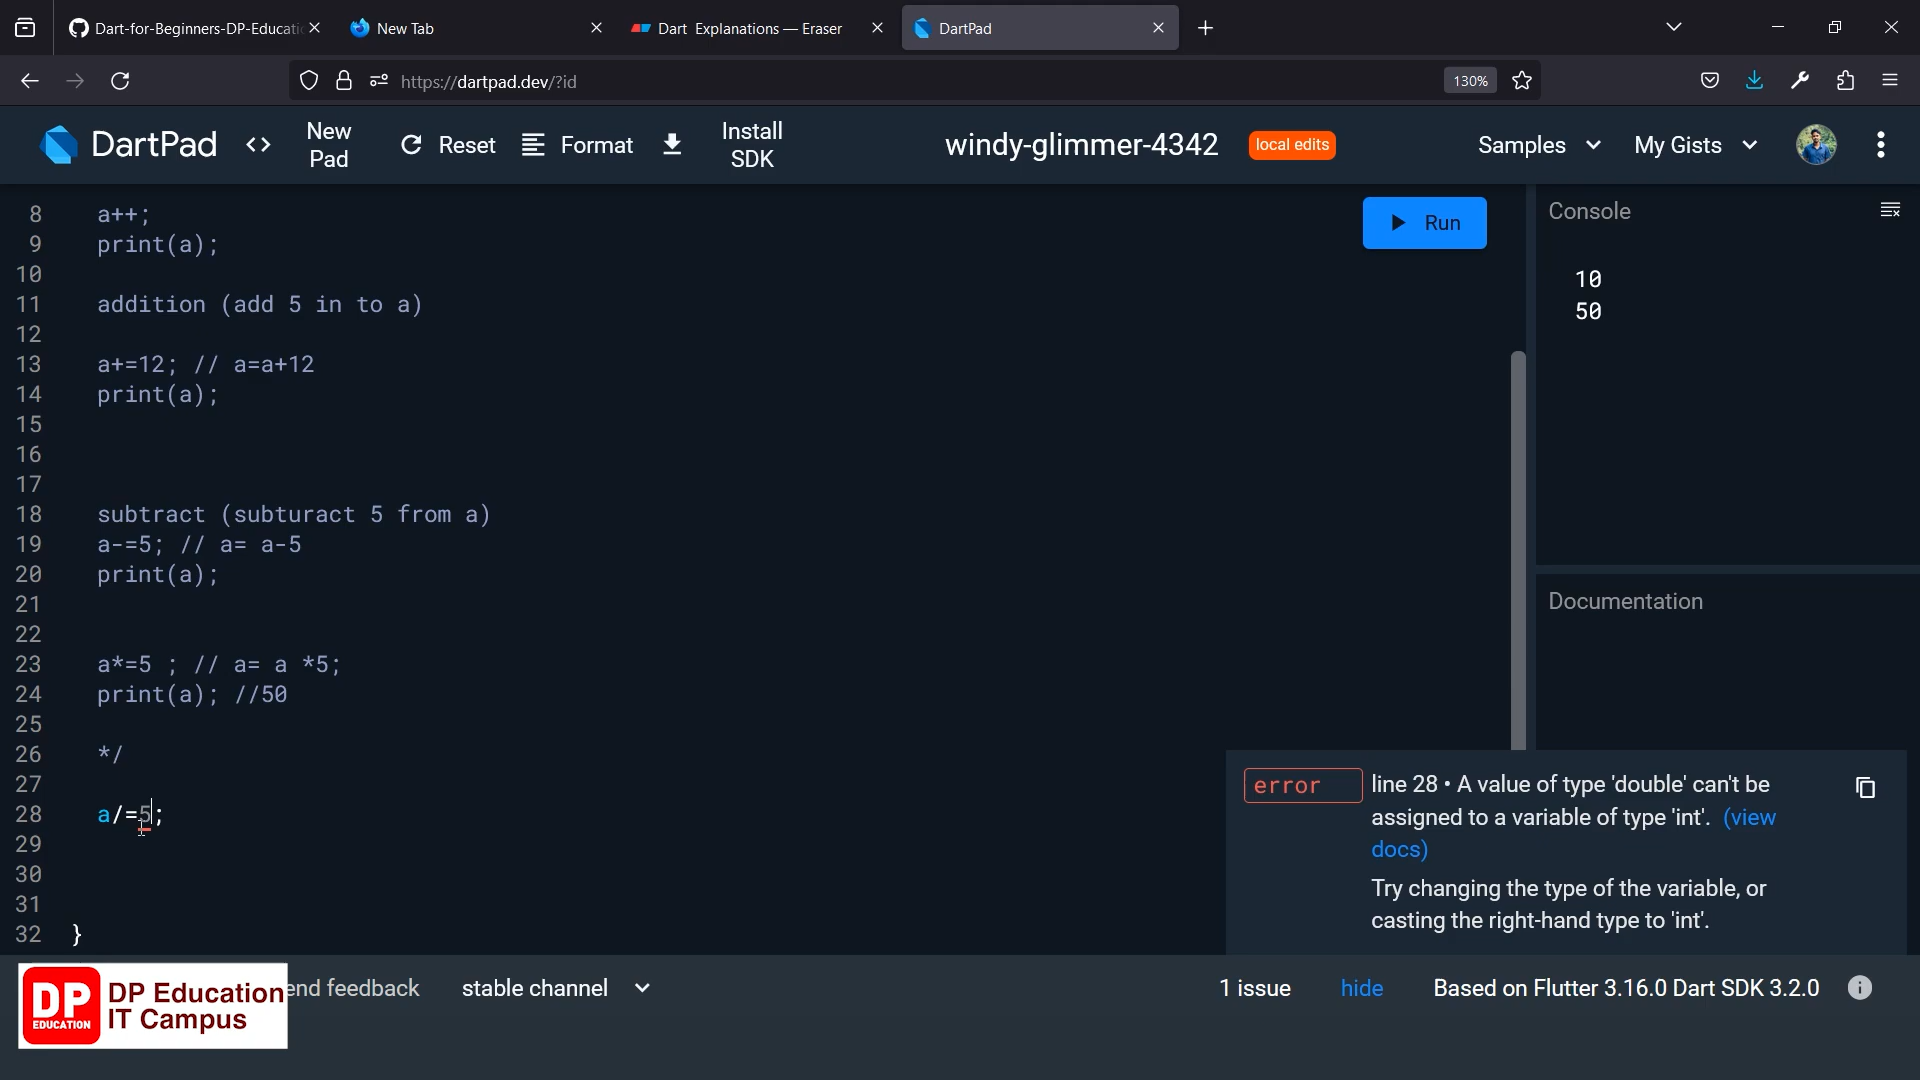 Dart-for-Beginners-DP-Educati
New Tab
Dart Explanations — Eraser
DartPad
https://dartpad.dev/?id
130%
DartPad
<>
New Pad
Reset
Format
Install SDK
windy-glimmer-4342
local edits
Samples
My Gists
8 a++;
9 print(a);
10
11 addition (add 5 in to a)
12
13 a+=12; // a=a+12
14 print(a);
15
16
17
18 subtract (subturact 5 from a)
19 a-=5; // a= a-5
20 print(a);
21
22
23 a*=5 ; // a= a *5;
24 print(a); //50
25
26 */
27
28 a/=5;
29
30
31
32 }
Run
Console
10
50
Documentation
error
line 28 • A value of type 'double' can't be
assigned to a variable of type 'int'. (view
docs)
Try changing the type of the variable, or
casting the right-hand type to 'int'.
DP
EDUCATION
DP Education
IT Campus
end feedback
stable channel
1 issue
hide
Based on Flutter 3.16.0 Dart SDK 3.2.0